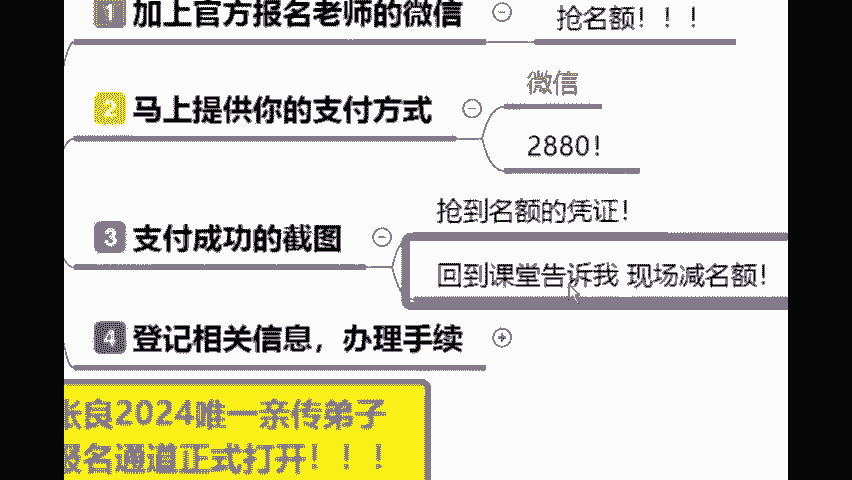 1 加上官方报名老师的微信
抢名额！！！
2 马上提供你的支付方式
微信
2880！
3 支付成功的截图
抢到名额的凭证！
回到课堂告诉我 现场减名额！
4 登记相关信息，办理手续
张良2024唯一亲传弟子
报名通道正式打开！！！